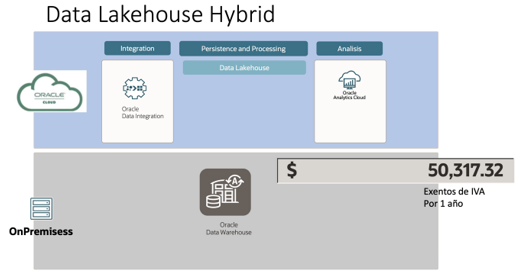 Data Lakehouse Hybrid
Integration
Persistence and Processing
Analisis
Data Lakehouse
ORACLE
CLOUD
Oracle
Data Integration
Oracle
Analytics Cloud
$ 50,317.32
Exentos de IVA
Por 1 año
A
OnPremisess
Oracle
Data Warehouse